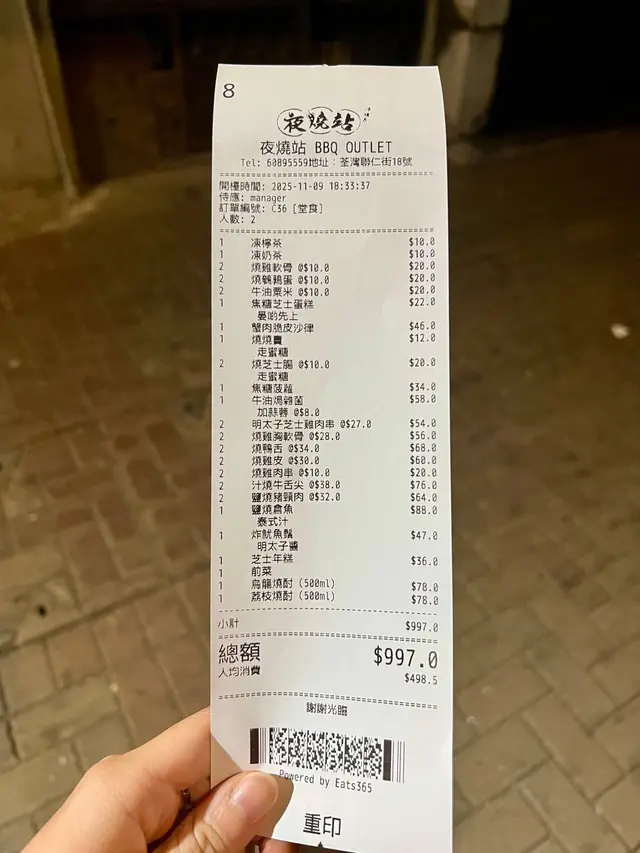 8
夜燒站
夜燒站 BBQ OUTLET
Tel: 60895559地址：荃灣聯仁街18號
開檯時間: 2025-11-09 18:33:37
侍應: manager
訂單編號: C36 [堂食]
人數: 2
1 凍檸茶 $10.0
1 凍奶茶 $10.0
2 燒雞軟骨 @$10.0 $20.0
2 燒鵪鶉蛋 @$10.0 $20.0
2 牛油粟米 @$10.0 $20.0
1 焦糖芝士蛋糕 $22.0
晏啲先上
1 蟹肉脆皮沙律 $46.0
1 燒燒賣 $12.0
走蜜糖
2 燒芝士腸 @$10.0 $20.0
走蜜糖
1 焦糖菠蘿 $34.0
1 牛油焗雜菌 $58.0
加蒜蓉 @$8.0
2 明太子芝士雞肉串 @$27.0 $54.0
2 燒雞胸軟骨 @$28.0 $56.0
2 燒鴨舌 @$34.0 $68.0
2 燒雞皮 @$30.0 $60.0
2 燒雞肉串 @$10.0 $20.0
2 汁燒牛舌尖 @$38.0 $76.0
2 鹽燒豬頸肉 @$32.0 $64.0
1 鹽燒倉魚 $88.0
泰式汁
1 炸魷魚鬚 $47.0
明太子醬
1 芝士年糕 $36.0
1 前菜
1 烏龍燒酎 (500ml) $78.0
1 荔枝燒酎 (500ml) $78.0
小計 $997.0
總額 $997.0
人均消費 $498.5
謝謝光臨
Powered by Eats365
重印